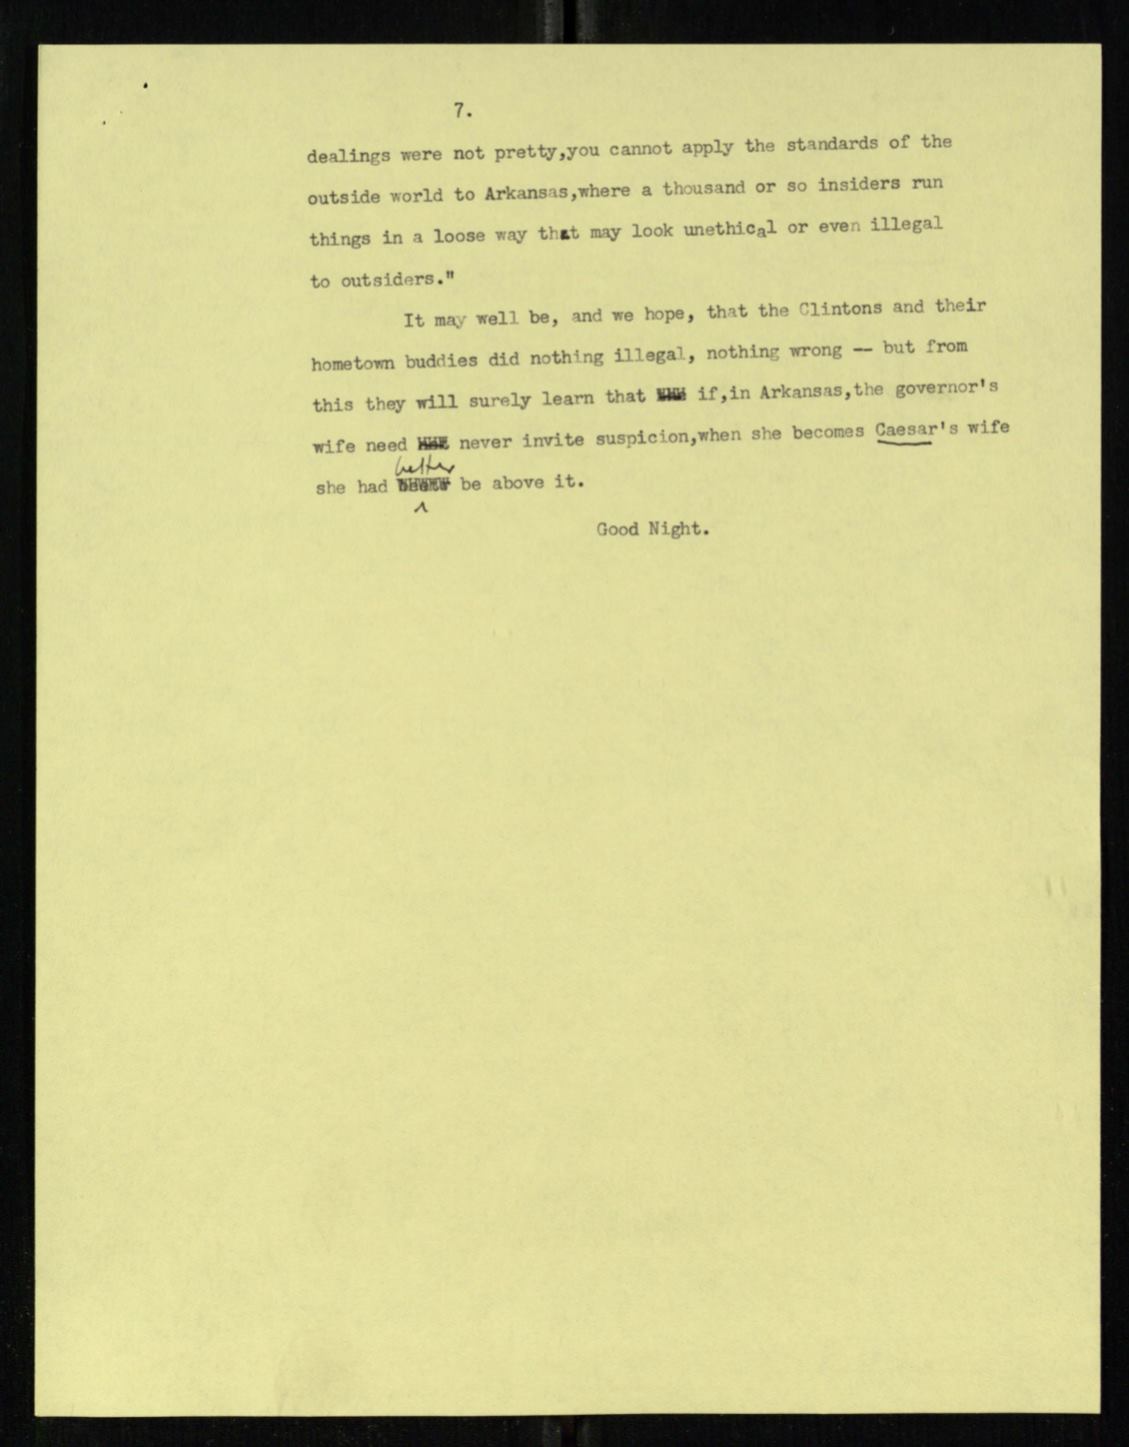 7.
dealings were not pretty,you cannot apply the standards of the
outside world to Arkansas,where a thousand or so insiders run
things in a loose way that may look unethical or even illegal
to outsiders."
It may well be, and we hope, that the Clintons and their
hometown buddies did nothing illegal, nothing wrong -- but from
this they will surely learn that if,in Arkansas,the governor's
wife need never invite suspicion,when she becomes Caesar's wife
she had better be above it.
Good Night.